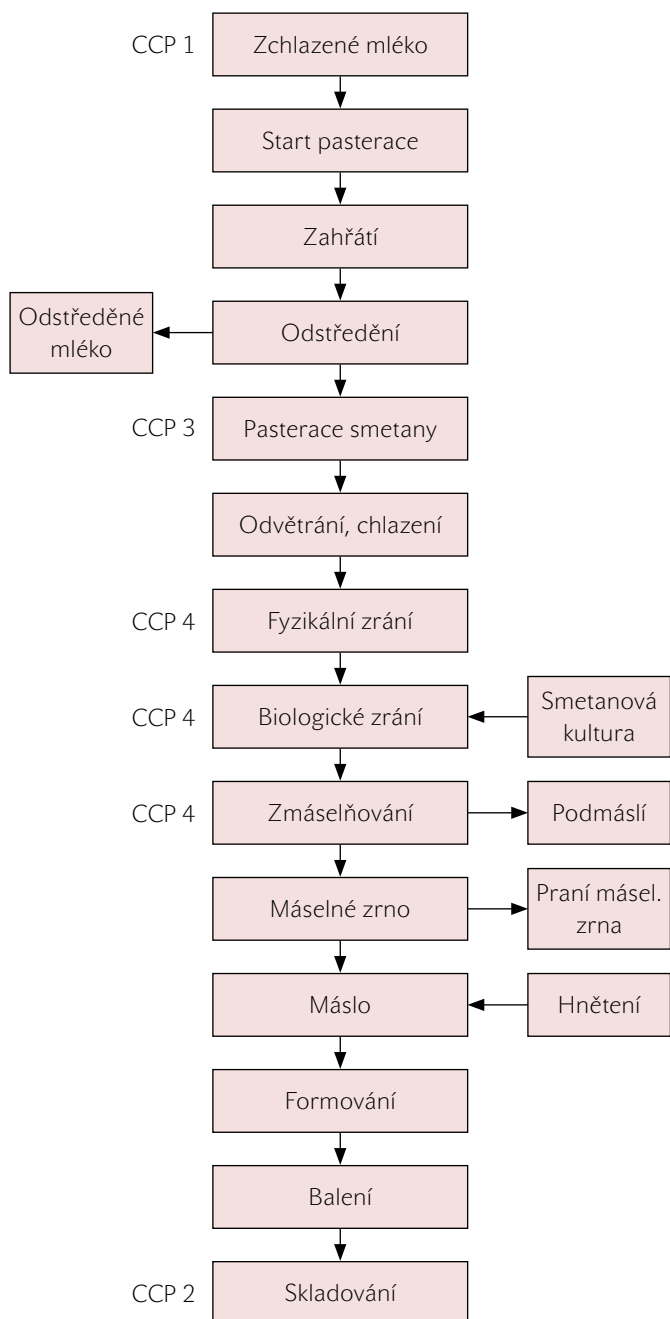 CCP 1
Zchlazené mléko
Start pasterace
Zahřátí
Odstředěné
mléko
Odstředění
CCP 3
Pasterace smetany
Odvětrání, chlazení
CCP 4
Fyzikální zrání
CCP 4
Biologické zrání
Smetanová
kultura
CCP 4
Zmáselňování
Podmáslí
Máselné zrno
Praní másel.
zrna
Máslo
Hnětení
Formování
Balení
CCP 2
Skladování